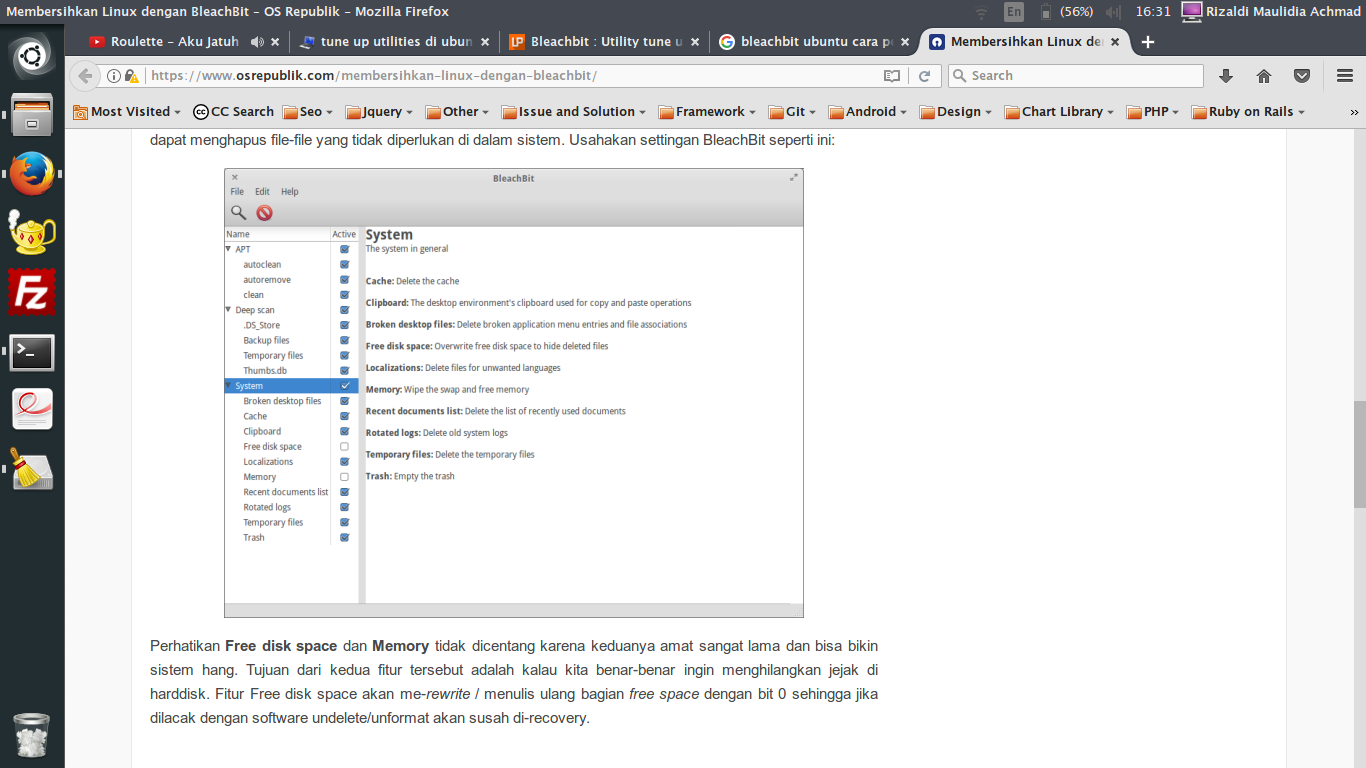 Membersihkan Linux dengan BleachBit – OS Republik – Mozilla Firefox
En
(56%)
16:31
Rizaldi Maulidia Achmad
Roulette – Aku Jatuh
tune up utilities di ubun
Bleachbit : Utility tune u
bleachbit ubuntu cara pe
Membersihkan Linux de
https://www.osrepublik.com/membersihkan-linux-dengan-bleachbit/
Search
Most Visited
CC Search
Seo
Jquery
Other
Issue and Solution
Framework
Git
Android
Design
Chart Library
PHP
Ruby on Rails
»
dapat menghapus file-file yang tidak diperlukan di dalam sistem. Usahakan settingan BleachBit seperti ini:
BleachBit
File Edit Help
Name Active
APT
autoclean
autoremove
clean
Deep scan
.DS_Store
Backup files
Temporary files
Thumbs.db
System
Broken desktop files
Cache
Clipboard
Free disk space
Localizations
Memory
Recent documents list
Rotated logs
Temporary files
Trash
System
The system in general
Cache: Delete the cache
Clipboard: The desktop environment's clipboard used for copy and paste operations
Broken desktop files: Delete broken application menu entries and file associations
Free disk space: Overwrite free disk space to hide deleted files
Localizations: Delete files for unwanted languages
Memory: Wipe the swap and free memory
Recent documents list: Delete the list of recently used documents
Rotated logs: Delete old system logs
Temporary files: Delete the temporary files
Trash: Empty the trash
Perhatikan Free disk space dan Memory tidak dicentang karena keduanya amat sangat lama dan bisa bikin
sistem hang. Tujuan dari kedua fitur tersebut adalah kalau kita benar-benar ingin menghilangkan jejak di
harddisk. Fitur Free disk space akan me-rewrite / menulis ulang bagian free space dengan bit 0 sehingga jika
dilacak dengan software undelete/unformat akan susah di-recovery.